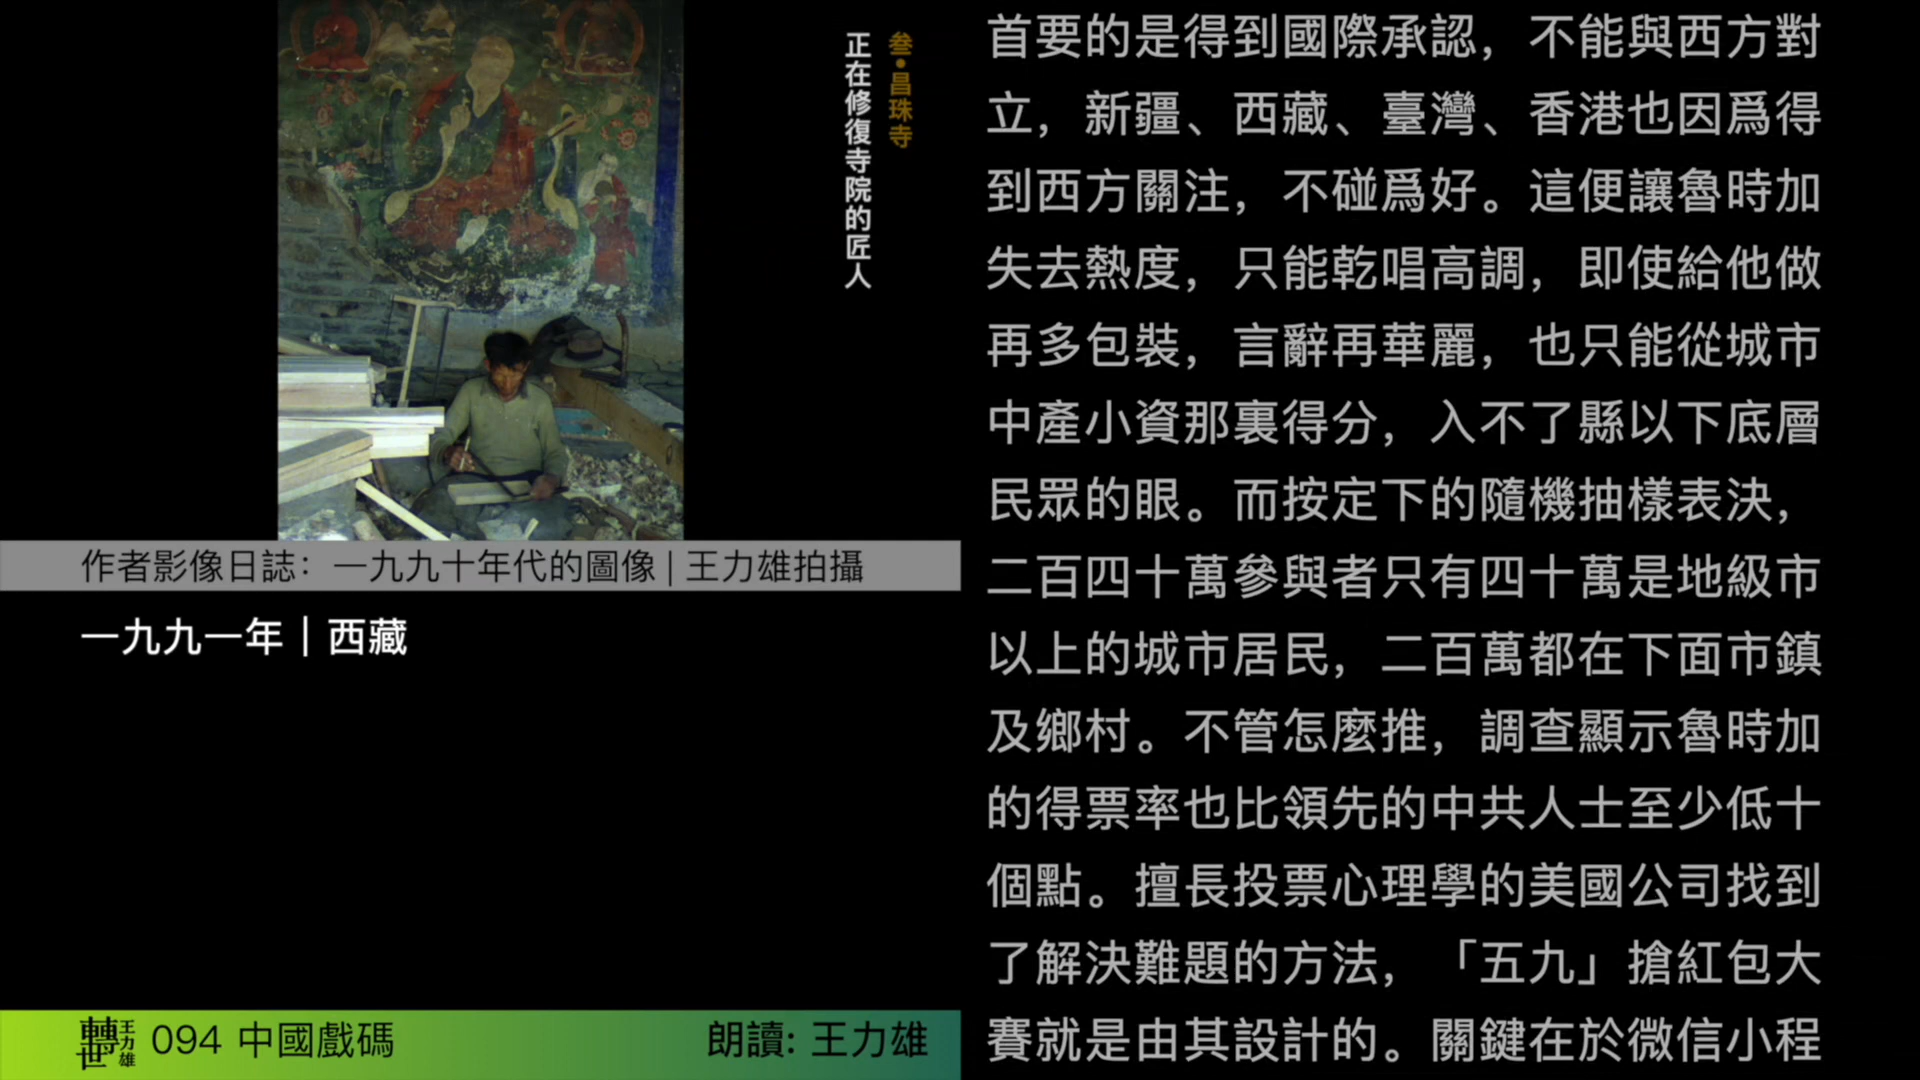 叁•昌珠寺
正在修復寺院的匠人
作者影像日誌：一九九十年代的圖像 | 王力雄拍攝
一九九一年｜西藏
轉世
王力雄
094 中國戲碼
朗讀: 王力雄
首要的是得到國際承認，不能與西方對
立，新疆、西藏、臺灣、香港也因爲得
到西方關注，不碰爲好。這便讓魯時加
失去熱度，只能乾唱高調，即使給他做
再多包裝，言辭再華麗，也只能從城市
中產小資那裏得分，入不了縣以下底層
民眾的眼。而按定下的隨機抽樣表決，
二百四十萬參與者只有四十萬是地級市
以上的城市居民，二百萬都在下面市鎮
及鄉村。不管怎麼推，調查顯示魯時加
的得票率也比領先的中共人士至少低十
個點。擅長投票心理學的美國公司找到
了解決難題的方法，「五九」搶紅包大
賽就是由其設計的。關鍵在於微信小程